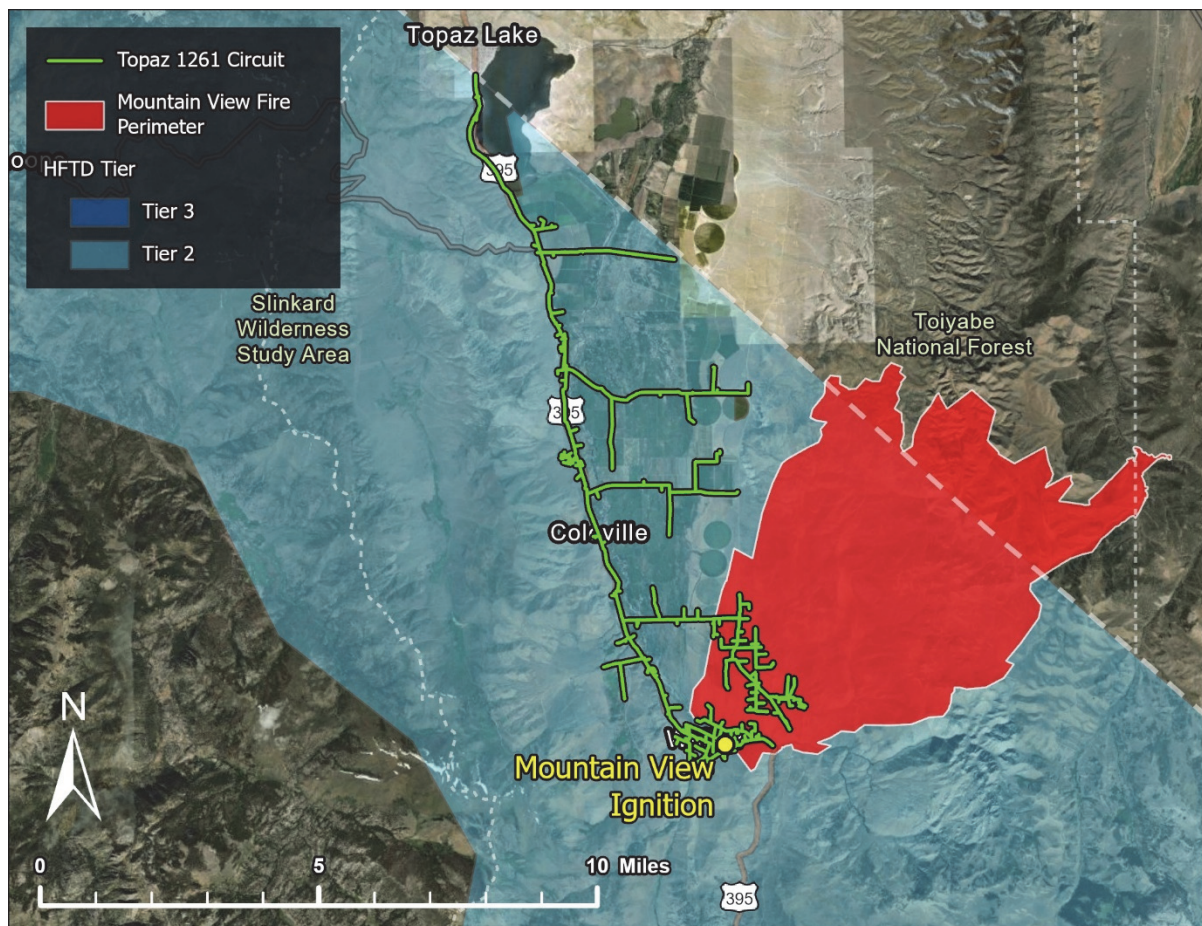 Topaz Lake
Topaz 1261 Circuit
Mountain View Fire
Perimeter
HFTD Tier
Tier 3
Tier 2
395
Slinkard
Wilderness
Study Area
Toiyabe
National Forest
395
Coleville
Mountain View
Ignition
N
0
5
10 Miles
395